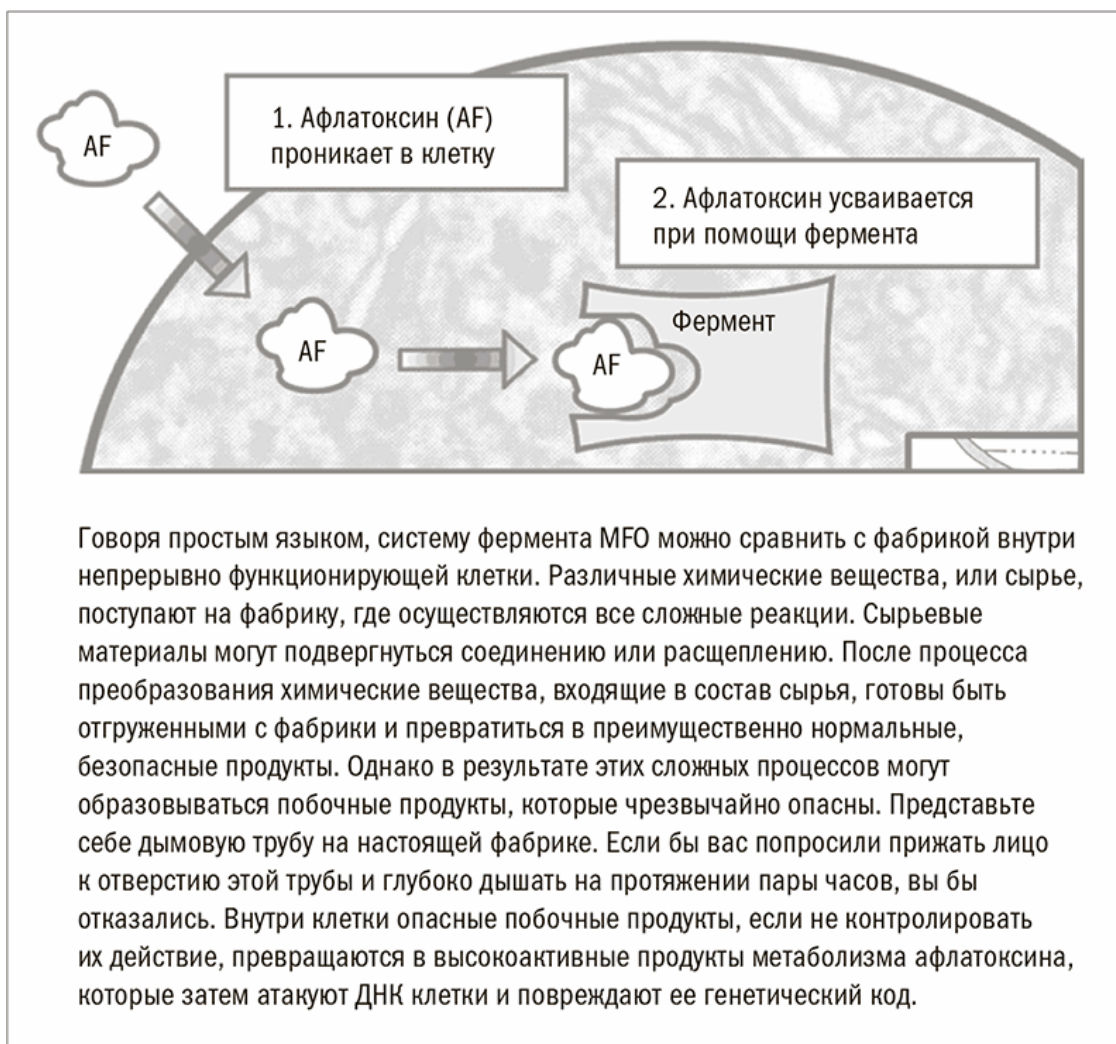 AF
1. Афлатоксин (AF)
проникает в клетку
2. Афлатоксин усваивается
при помощи фермента
AF
Фермент
AF
Говоря простым языком, систему фермента MFO можно сравнить с фабрикой внутри
непрерывно функционирующей клетки. Различные химические вещества, или сырье,
поступают на фабрику, где осуществляются все сложные реакции. Сырьевые
материалы могут подвергнуться соединению или расщеплению. После процесса
преобразования химические вещества, входящие в состав сырья, готовы быть
отгруженными с фабрики и превратиться в преимущественно нормальные,
безопасные продукты. Однако в результате этих сложных процессов могут
образовываться побочные продукты, которые чрезвычайно опасны. Представьте
себе дымовую трубу на настоящей фабрике. Если бы вас попросили прижать лицо
к отверстию этой трубы и глубоко дышать на протяжении пары часов, вы бы
отказались. Внутри клетки опасные побочные продукты, если не контролировать
их действие, превращаются в высокоактивные продукты метаболизма афлатоксина,
которые затем атакуют ДНК клетки и повреждают ее генетический код.